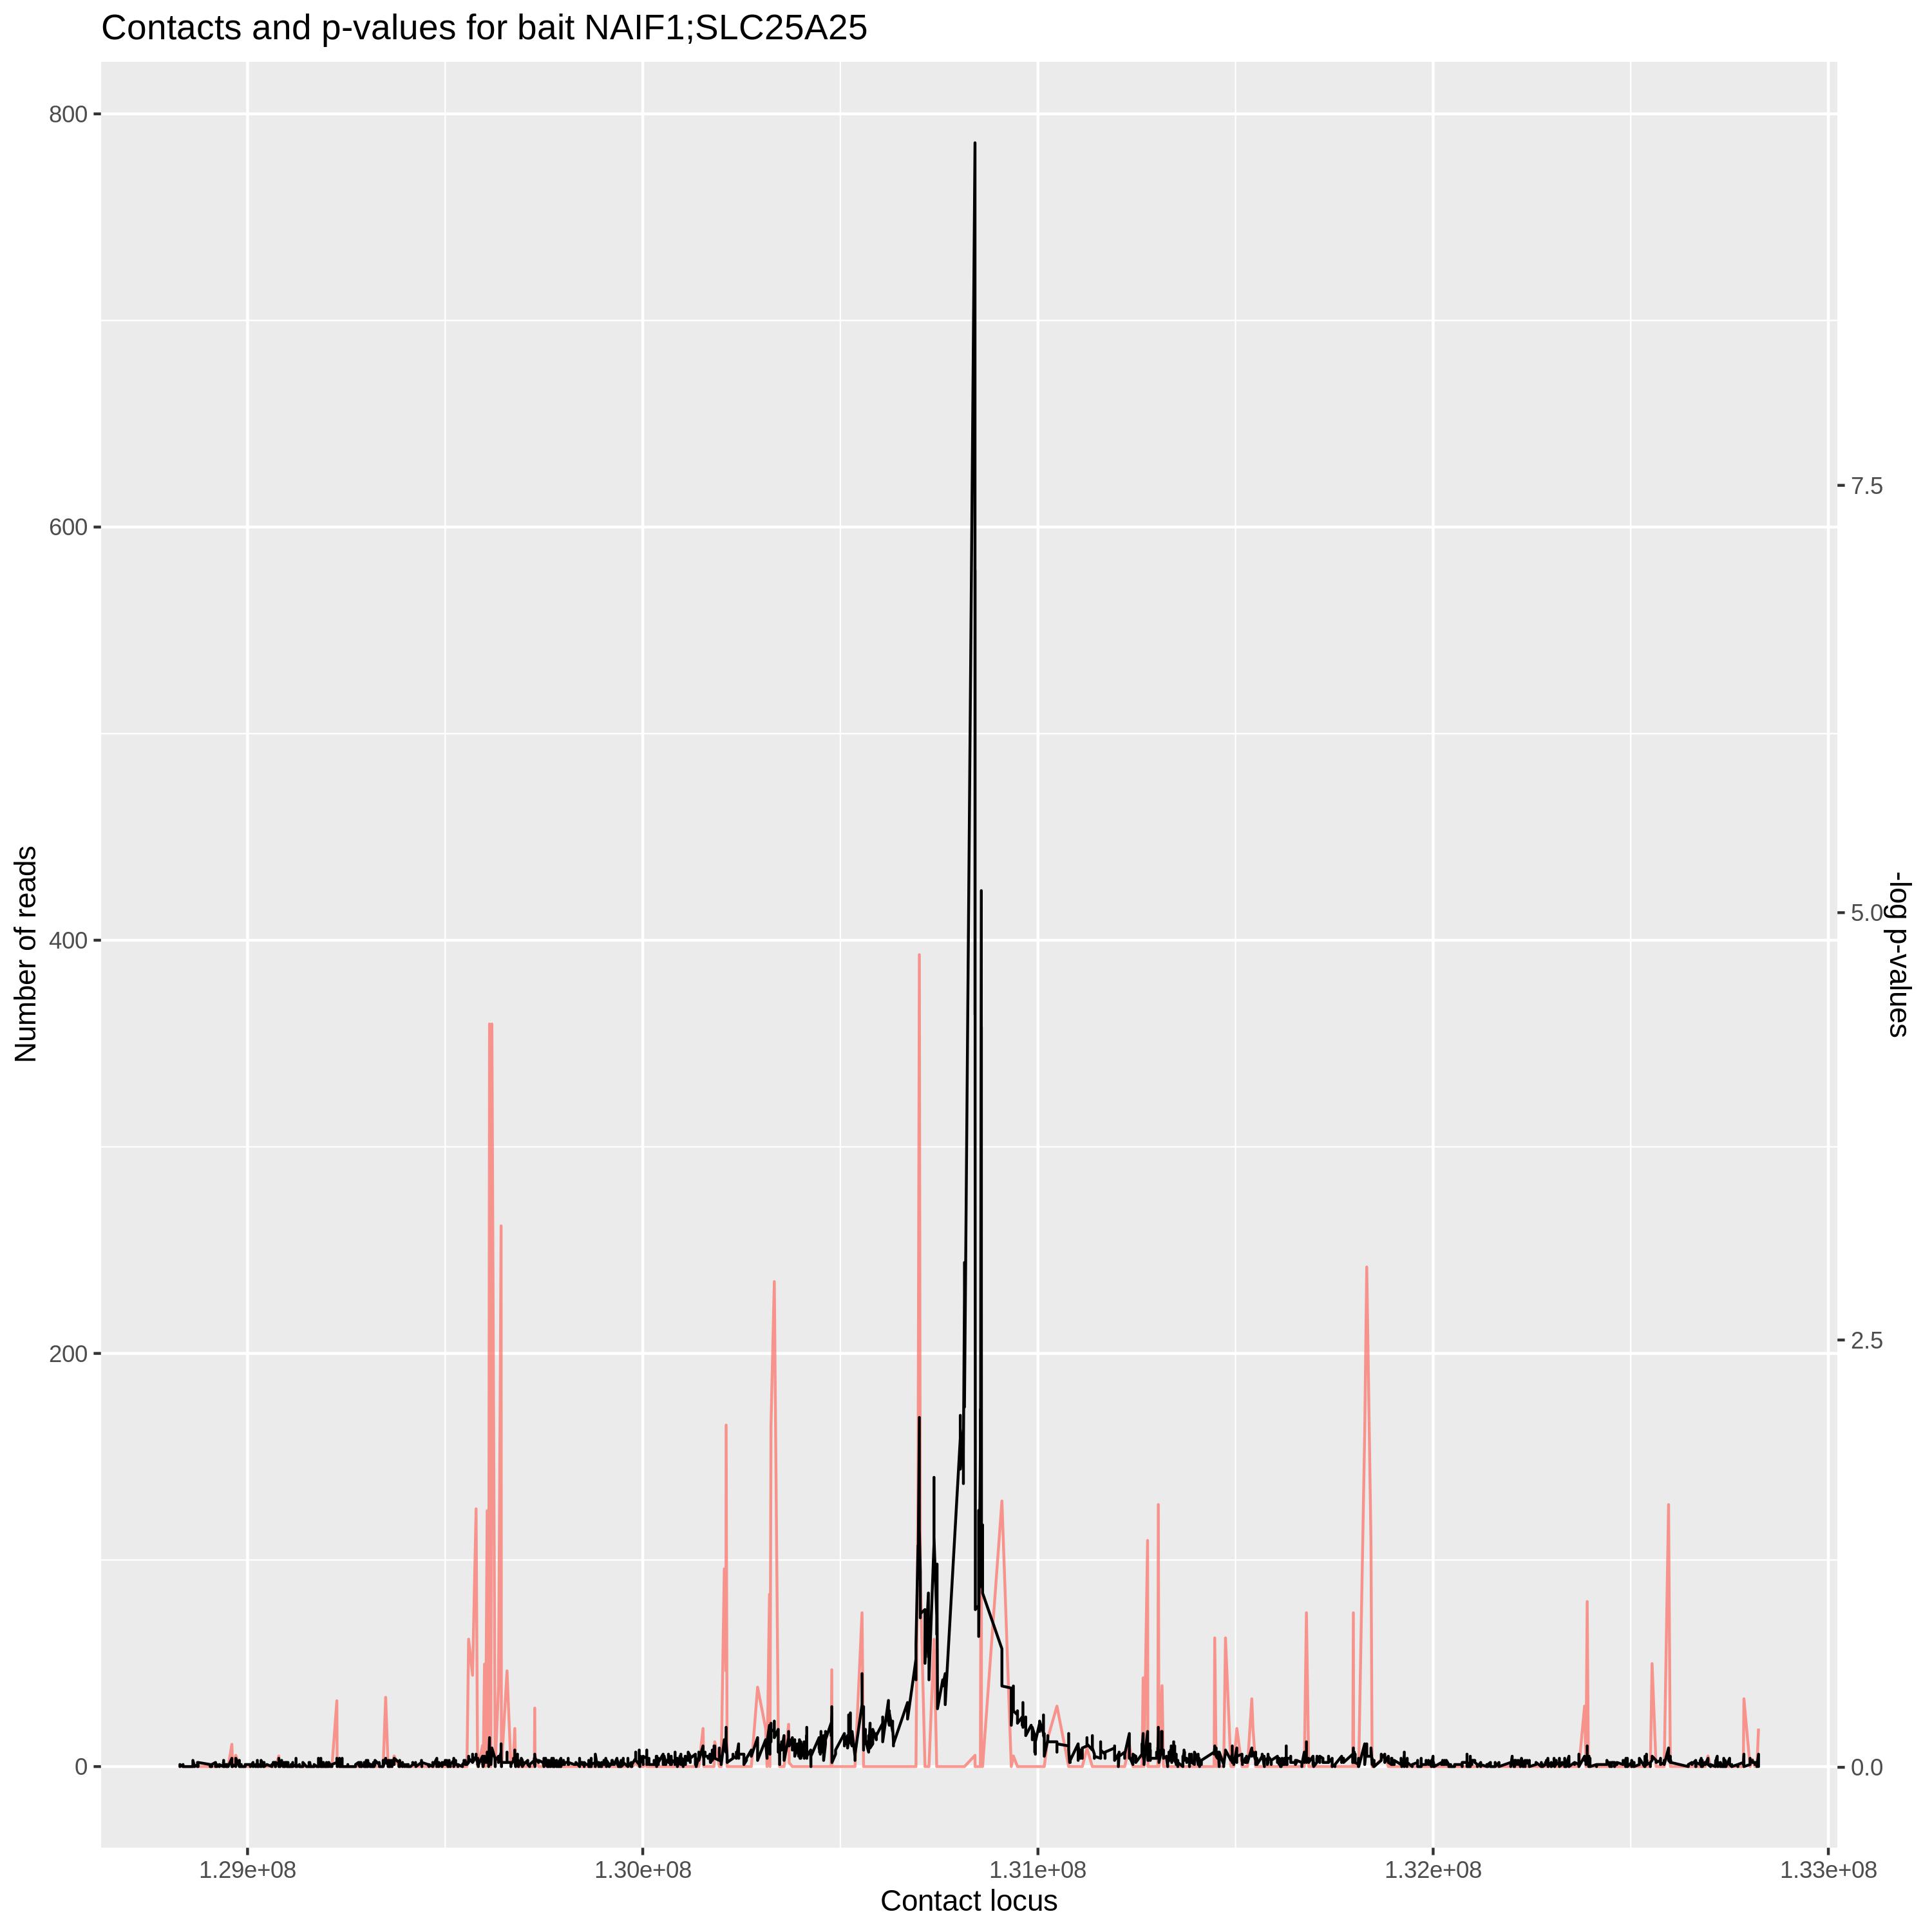 Contacts and p-values for bait NAIF1;SLC25A25
800
600
400
200
0
Number of reads
7.5
5.0
2.5
0.0
-log p-values
1.29e+08 1.30e+08 1.31e+08 1.32e+08 1.33e+08
Contact locus